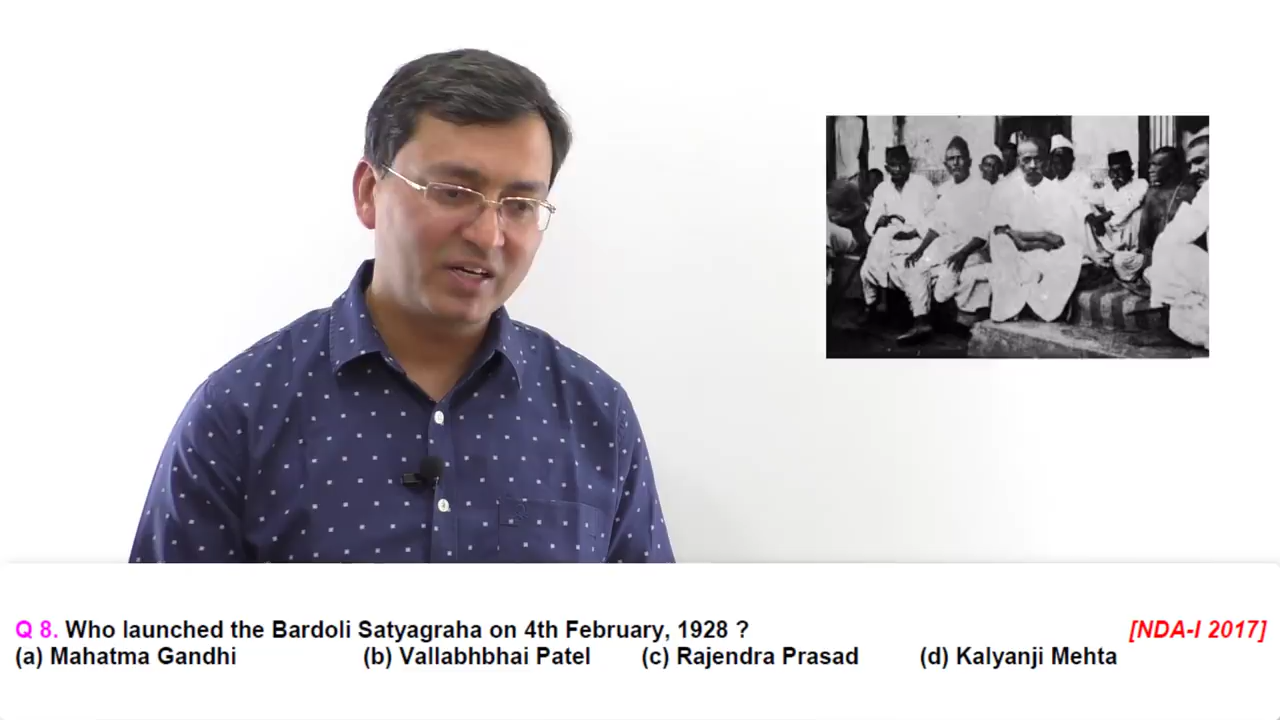 Q 8. Who launched the Bardoli Satyagraha on 4th February, 1928 ? [NDA-I 2017]
(a) Mahatma Gandhi (b) Vallabhbhai Patel (c) Rajendra Prasad (d) Kalyanji Mehta